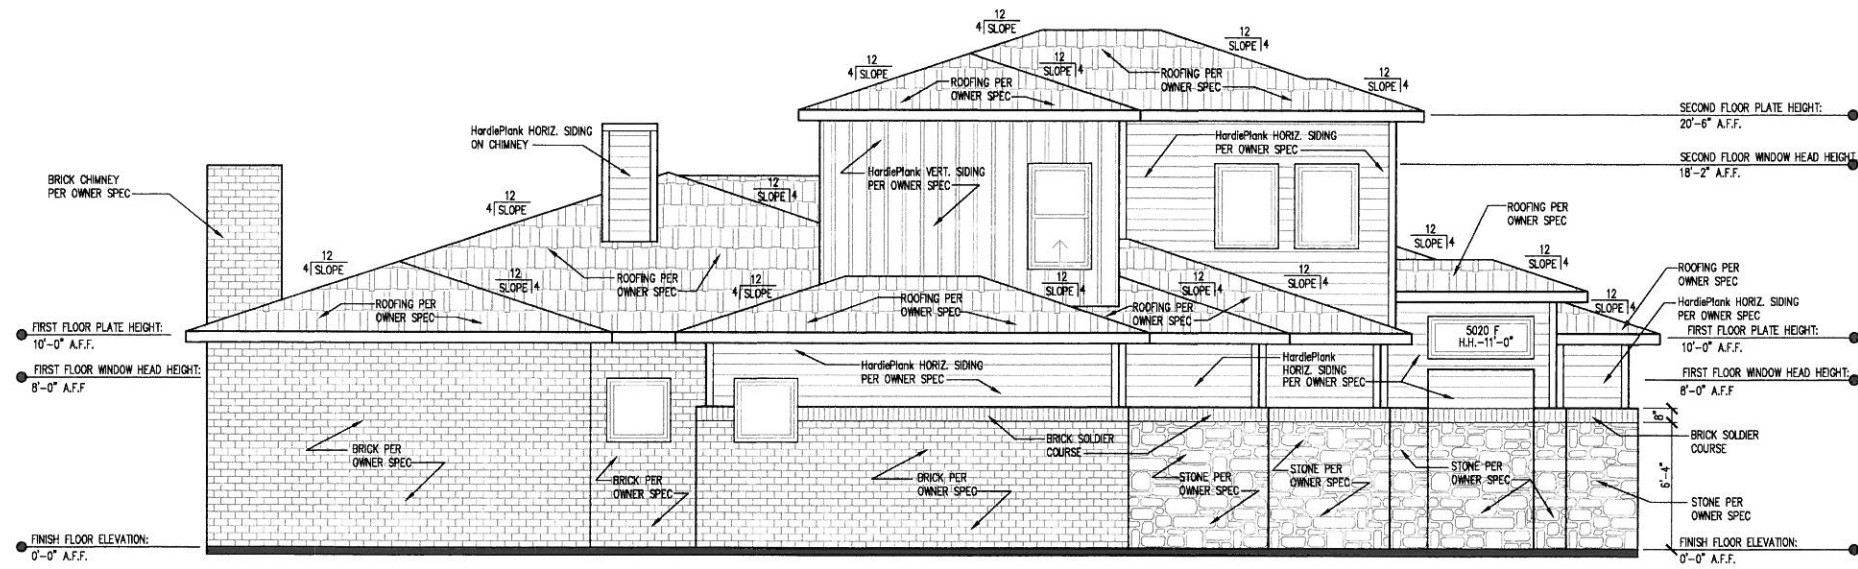 12
4 SLOPE
12
SLOPE 4
12
4 SLOPE
12
SLOPE 4
12
SLOPE 4
ROOFING PER
OWNER SPEC
ROOFING PER
OWNER SPEC
SECOND FLOOR PLATE HEIGHT:
20'-6" A.F.F.
HardiePlank HORIZ. SIDING
ON CHIMNEY
HardiePlank HORIZ. SIDING
PER OWNER SPEC
SECOND FLOOR WINDOW HEAD HEIGHT
18'-2" A.F.F.
BRICK CHIMNEY
PER OWNER SPEC
HardiePlank VERT. SIDING
PER OWNER SPEC
12
SLOPE 4
12
4 SLOPE
ROOFING PER
OWNER SPEC
12
SLOPE 4
12
SLOPE 4
12
4 SLOPE
12
SLOPE 4
ROOFING PER
OWNER SPEC
12
4 SLOPE
12
SLOPE 4
12
SLOPE 4
12
SLOPE 4
ROOFING PER
OWNER SPEC
ROOFING PER
OWNER SPEC
ROOFING PER
OWNER SPEC
ROOFING PER
OWNER SPEC
12
SLOPE 4
HardiePlank HORIZ. SIDING
PER OWNER SPEC
ROOFING PER
OWNER SPEC
FIRST FLOOR PLATE HEIGHT:
10'-0" A.F.F.
5020 F
H.H.-11'-0"
FIRST FLOOR PLATE HEIGHT:
10'-0" A.F.F.
FIRST FLOOR WINDOW HEAD HEIGHT:
8'-0" A.F.F
HardiePlank HORIZ. SIDING
PER OWNER SPEC
HardiePlank
HORIZ. SIDING
PER OWNER SPEC
FIRST FLOOR WINDOW HEAD HEIGHT:
8'-0" A.F.F
8"
BRICK SOLDIER
COURSE
BRICK SOLDIER
COURSE
BRICK PER
OWNER SPEC
BRICK PER
OWNER SPEC
BRICK PER
OWNER SPEC
STONE PER
OWNER SPEC
STONE PER
OWNER SPEC
STONE PER
OWNER SPEC
6'-4"
STONE PER
OWNER SPEC
FINISH FLOOR ELEVATION:
0'-0" A.F.F.
FINISH FLOOR ELEVATION:
0'-0" A.F.F.